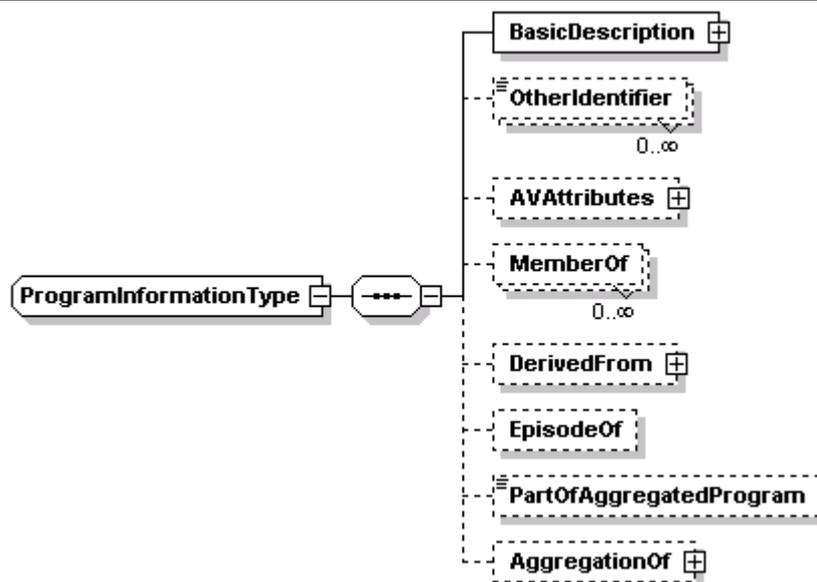 BasicDescription
OtherIdentifier
0..∞
AVAttributes
MemberOf
0..∞
ProgramInformationType
DerivedFrom
EpisodeOf
PartOfAggregatedProgram
AggregationOf